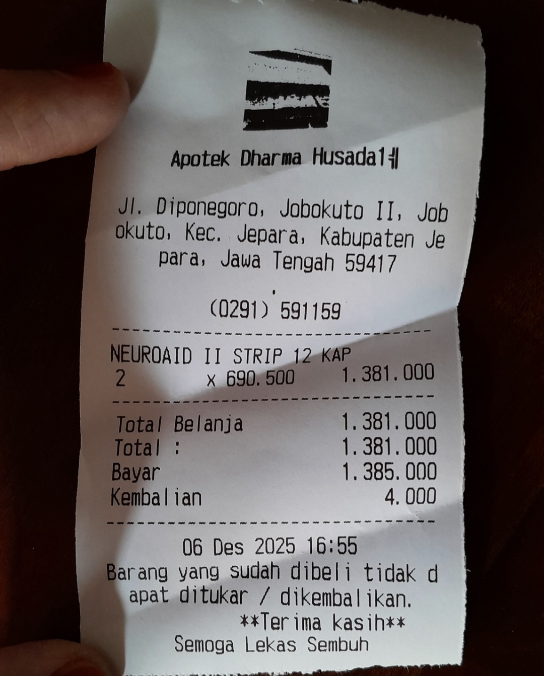 Apotek Dharma Husada1
Jl. Diponegoro, Jobokuto II, Job
okuto, Kec. Jepara, Kabupaten Je
para, Jawa Tengah 59417
.
(0291) 591159
NEUROAID II STRIP 12 KAP
2 x 690.500 1.381.000
Total Belanja 1.381.000
Total : 1.381.000
Bayar 1.385.000
Kembalian 4.000
06 Des 2025 16:55
Barang yang sudah dibeli tidak d
apat ditukar / dikembalikan.
**Terima kasih**
Semoga Lekas Sembuh